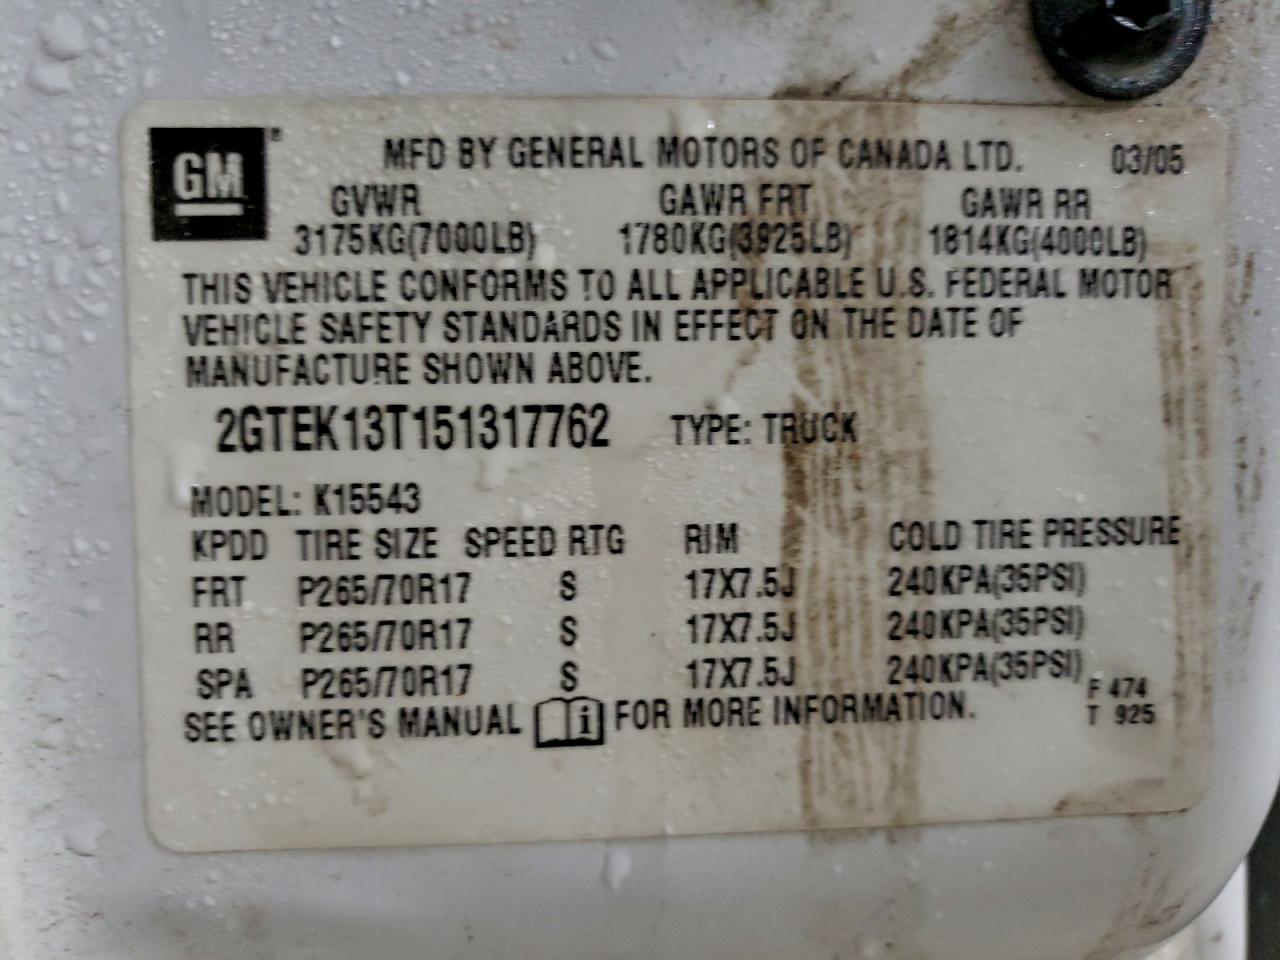 GM®
MFD BY GENERAL MOTORS OF CANADA LTD. 03/05
GVWR GAWR FRT GAWR RR
3175KG(7000LB) 1780KG(3925LB) 1814KG(4000LB)
THIS VEHICLE CONFORMS TO ALL APPLICABLE U.S. FEDERAL MOTOR
VEHICLE SAFETY STANDARDS IN EFFECT ON THE DATE OF
MANUFACTURE SHOWN ABOVE.
2GTEK13T151317762 TYPE: TRUCK
MODEL: K15543
KPDD TIRE SIZE SPEED RTG RIM COLD TIRE PRESSURE
FRT P265/70R17 S 17X7.5J 240KPA(35PSI)
RR P265/70R17 S 17X7.5J 240KPA(35PSI)
SPA P265/70R17 S 17X7.5J 240KPA(35PSI)
SEE OWNER'S MANUAL i FOR MORE INFORMATION.
F 474
T 925